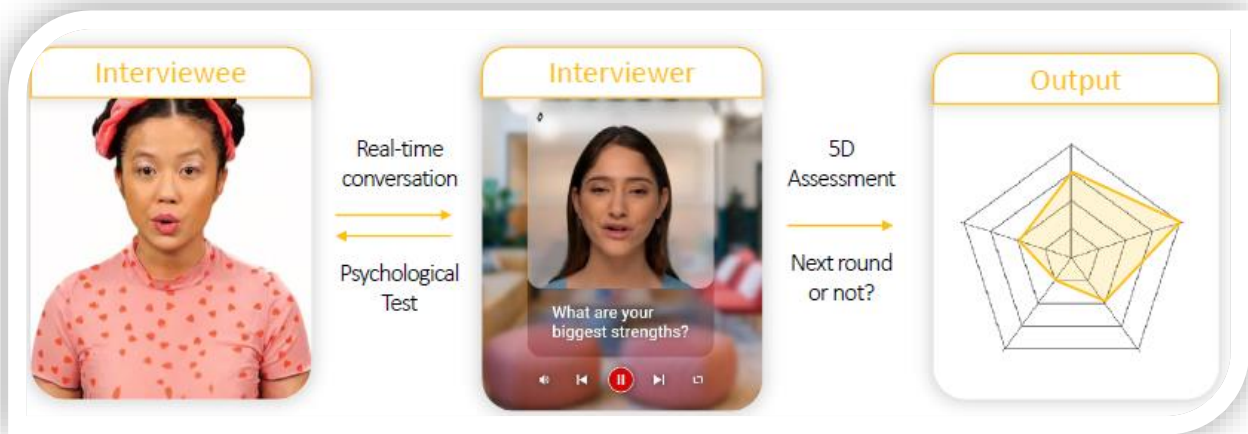 Interviewee
Real-time
conversation
Psychological
Test
Interviewer
What are your
biggest strengths?
5D
Assessment
Next round
or not?
Output